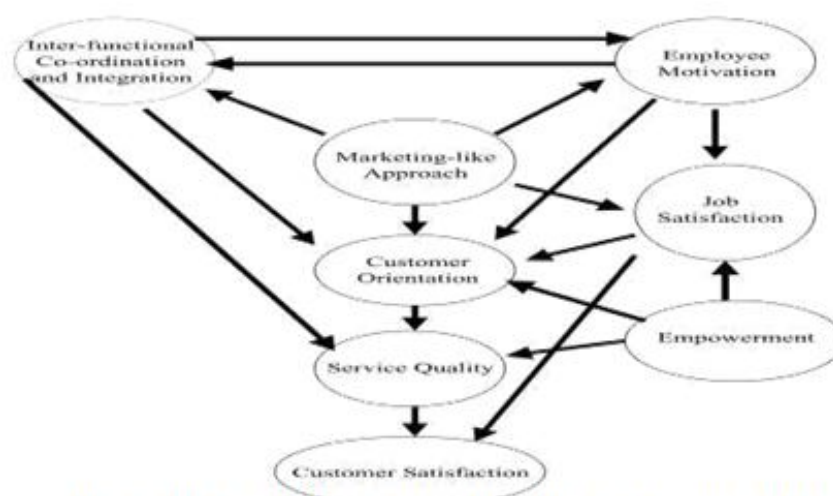 Inter-functional
Co-ordination
and Integration
Employee
Motivation
Marketing-like
Approach
Job
Satisfaction
Customer
Orientation
Empowerment
Service Quality
Customer Satisfaction